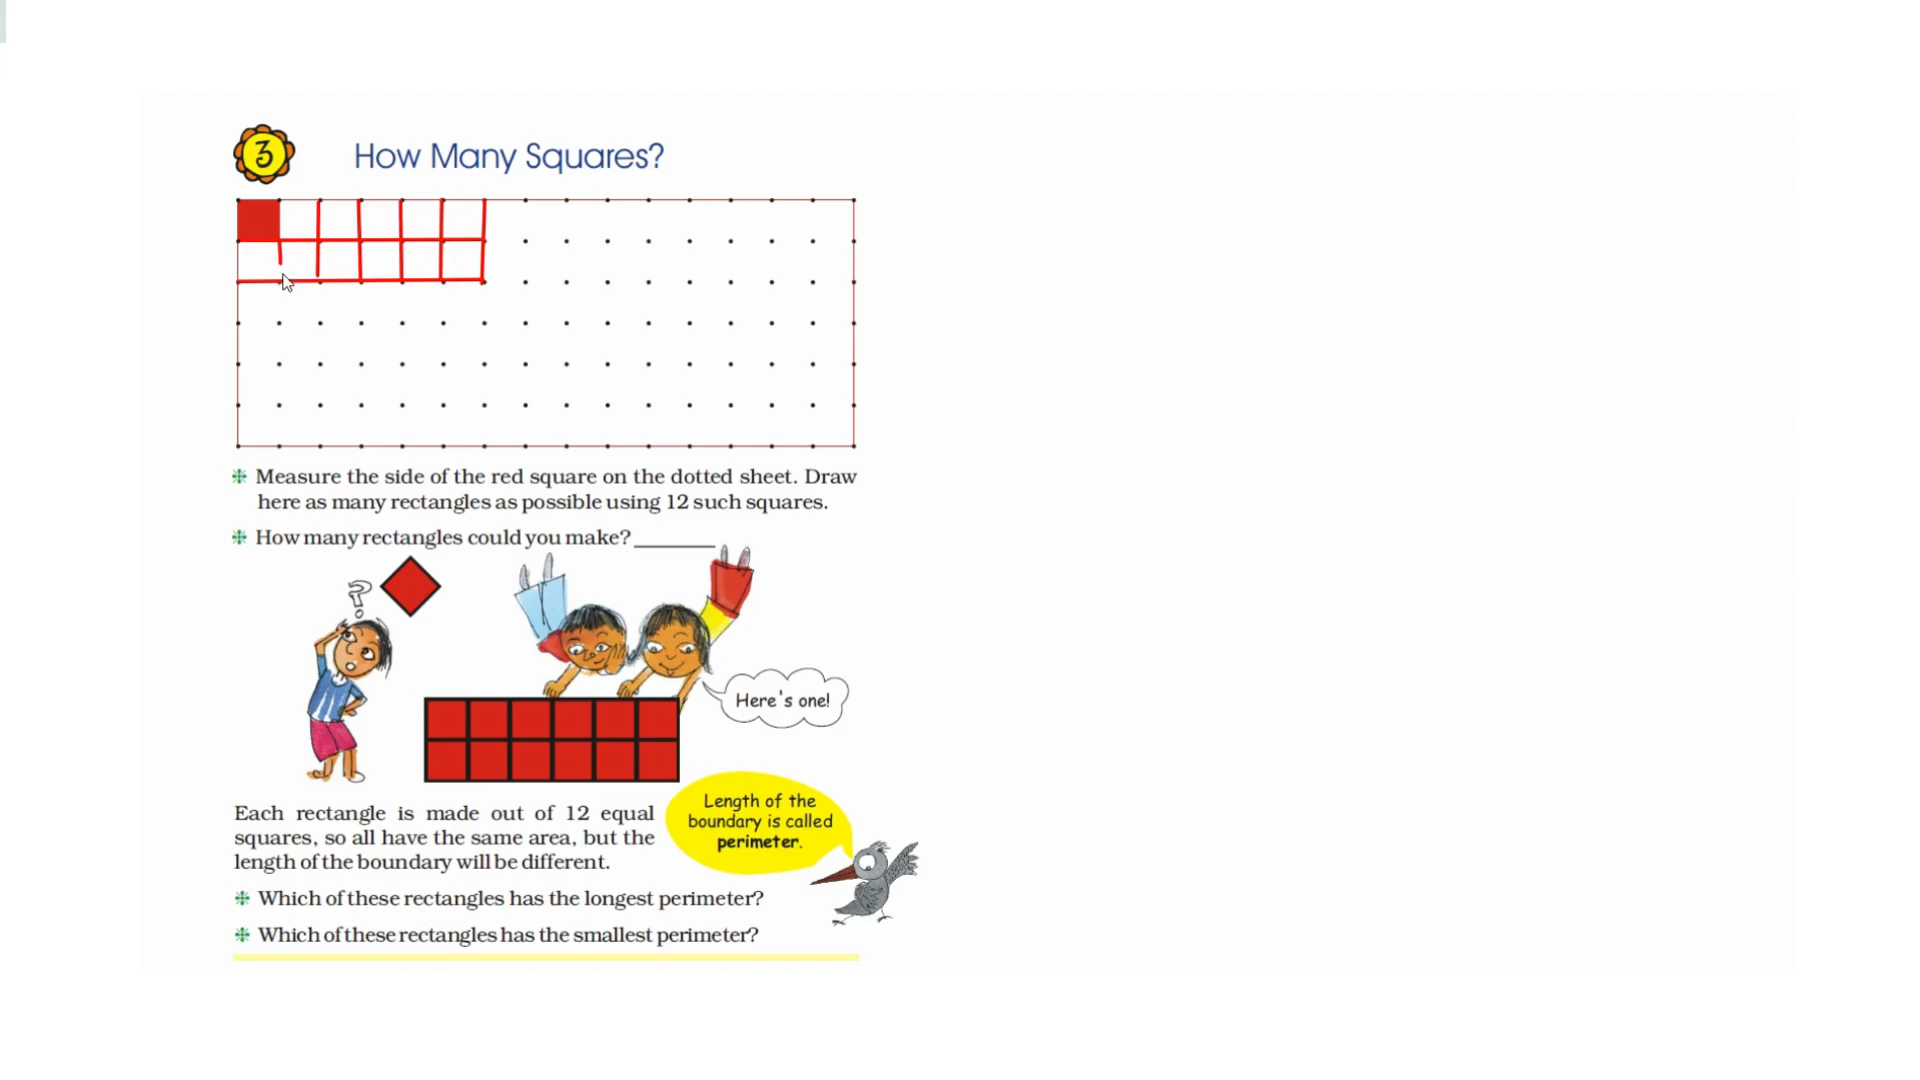 3 How Many Squares?
Measure the side of the red square on the dotted sheet. Draw
here as many rectangles as possible using 12 such squares.
How many rectangles could you make? ________
?
Here's one!
Each rectangle is made out of 12 equal
squares, so all have the same area, but the
length of the boundary will be different.
Length of the
boundary is called
perimeter.
Which of these rectangles has the longest perimeter?
Which of these rectangles has the smallest perimeter?